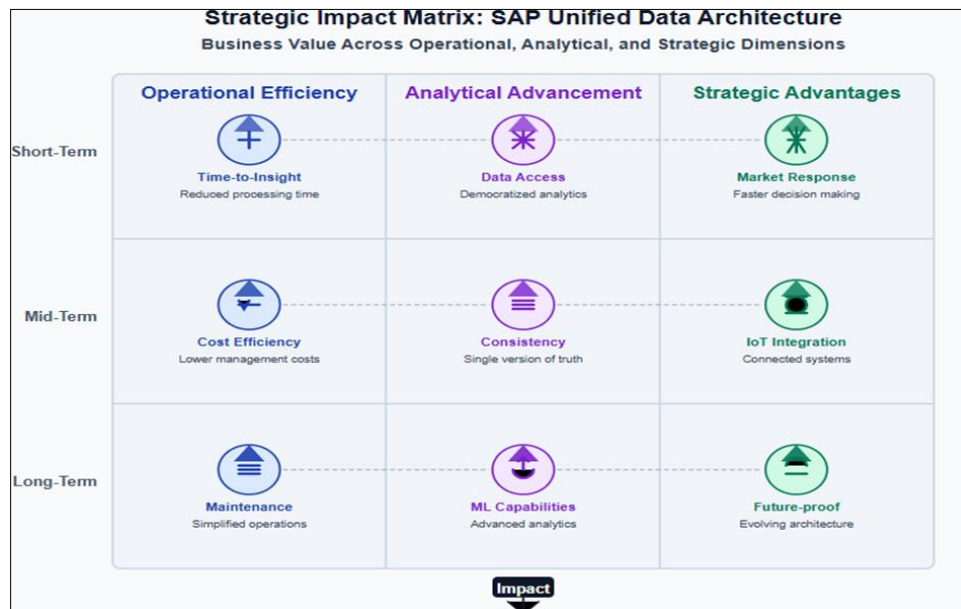 Strategic Impact Matrix: SAP Unified Data Architecture
Business Value Across Operational, Analytical, and Strategic Dimensions
Operational Efficiency
Analytical Advancement
Strategic Advantages
Short-Term
Time-to-Insight
Reduced processing time
Data Access
Democratized analytics
Market Response
Faster decision making
Mid-Term
Cost Efficiency
Lower management costs
Consistency
Single version of truth
IoT Integration
Connected systems
Long-Term
Maintenance
Simplified operations
ML Capabilities
Advanced analytics
Future-proof
Evolving architecture
Impact